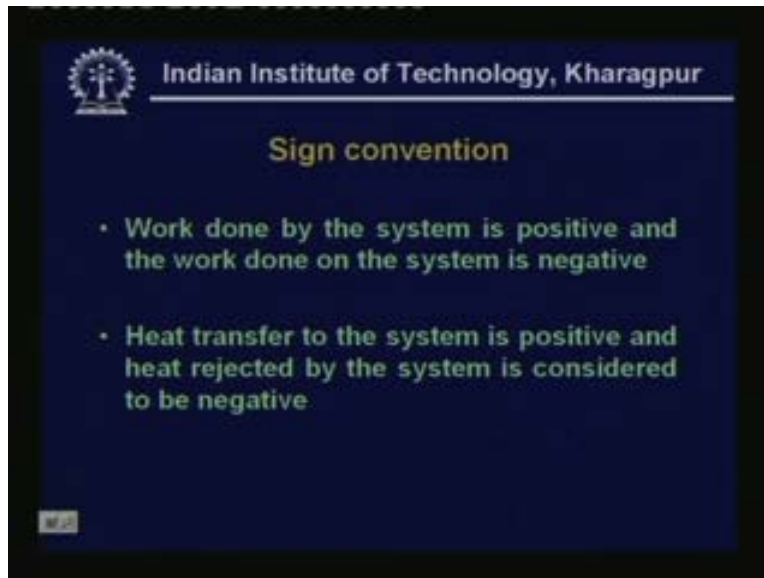 Indian Institute of Technology, Kharagpur
Sign convention
• Work done by the system is positive and
the work done on the system is negative
• Heat transfer to the system is positive and
heat rejected by the system is considered
to be negative